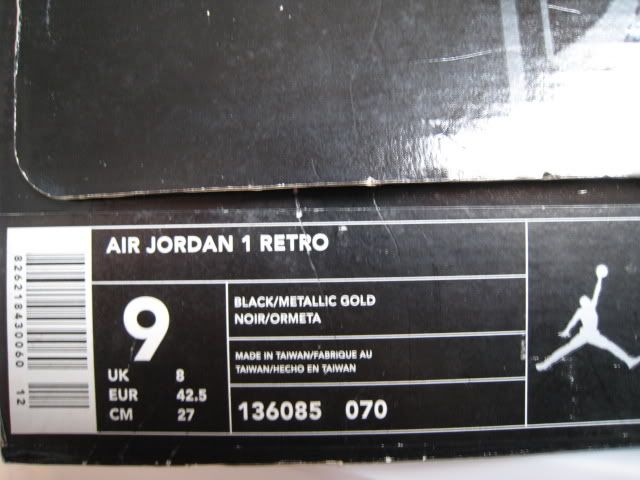 AIR JORDAN 1 RETRO
9
UK 8
EUR 42.5
CM 27
BLACK/METALLIC GOLD
NOIR/ORMETA
MADE IN TAIWAN/FABRIQUE AU
TAIWAN/HECHO EN TAIWAN
136085 070
826218430060 12